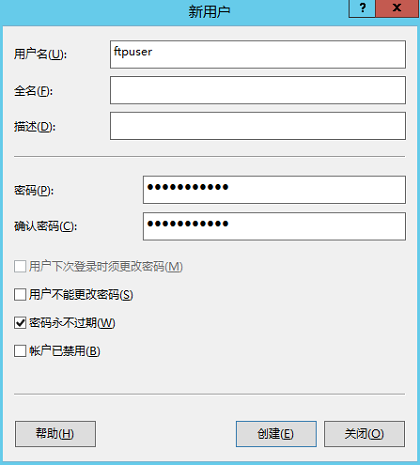 新用户
?
x
用户名(U):
ftpuser
全名(F):
描述(D):
密码(P):
●●●●●●●●●●●
确认密码(C):
●●●●●●●●●●●
用户下次登录时须更改密码(M)
用户不能更改密码(S)
密码永不过期(W)
帐户已禁用(B)
帮助(H)
创建(E)
关闭(O)